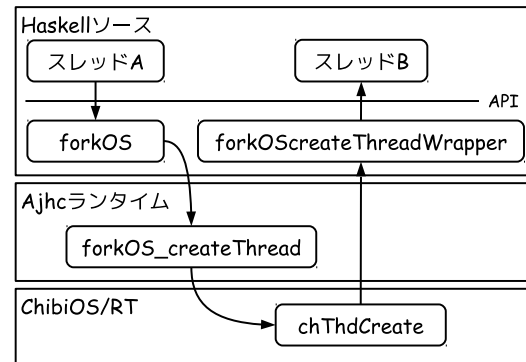 Haskellソース
スレッドA
スレッドB
API
forkOS
forkOScreateThreadWrapper
Ajhcランタイム
forkOS_createThread
ChibiOS/RT
chThdCreate